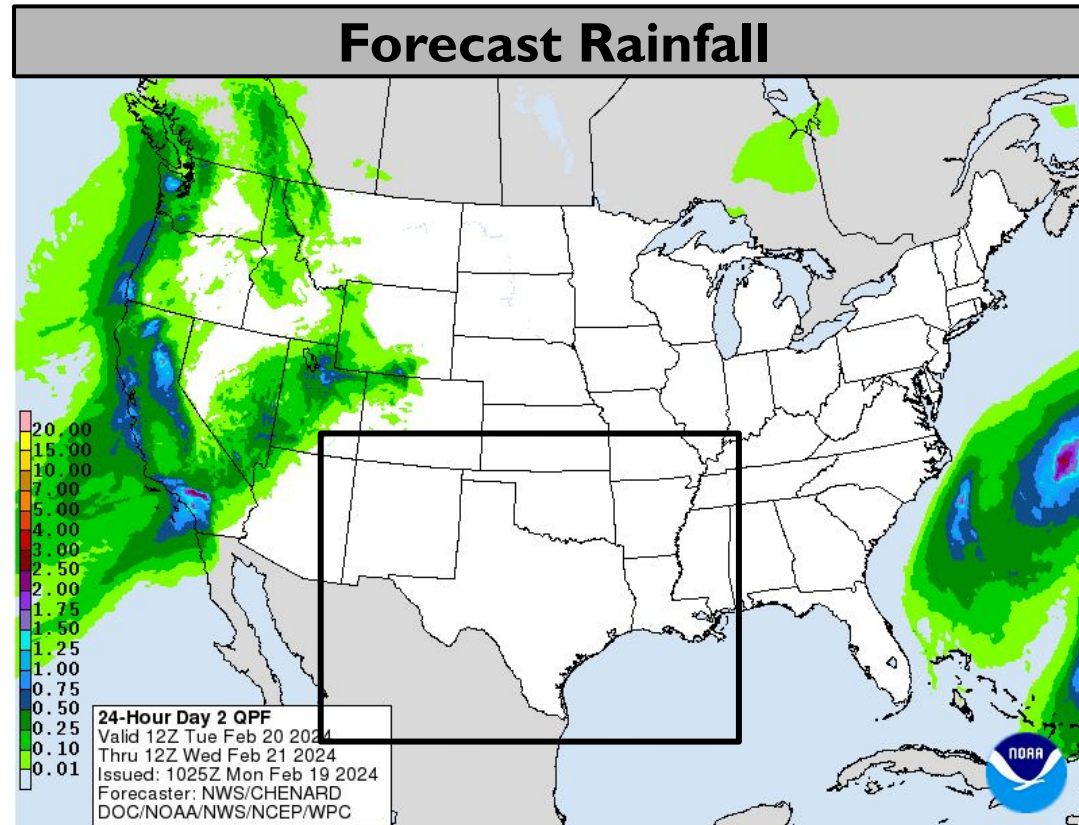 Forecast Rainfall
20.00
15.00
10.00
7.00
5.00
4.00
3.00
2.50
2.00
1.75
1.50
1.25
1.00
0.75
0.50
0.25
0.10
0.01
24-Hour Day 2 QPF
Valid 12Z Tue Feb 20 2024
Thru 12Z Wed Feb 21 2024
Issued: 1025Z Mon Feb 19 2024
Forecaster: NWS/CHENARD
DOC/NOAA/NWS/NCEP/WPC
NOAA